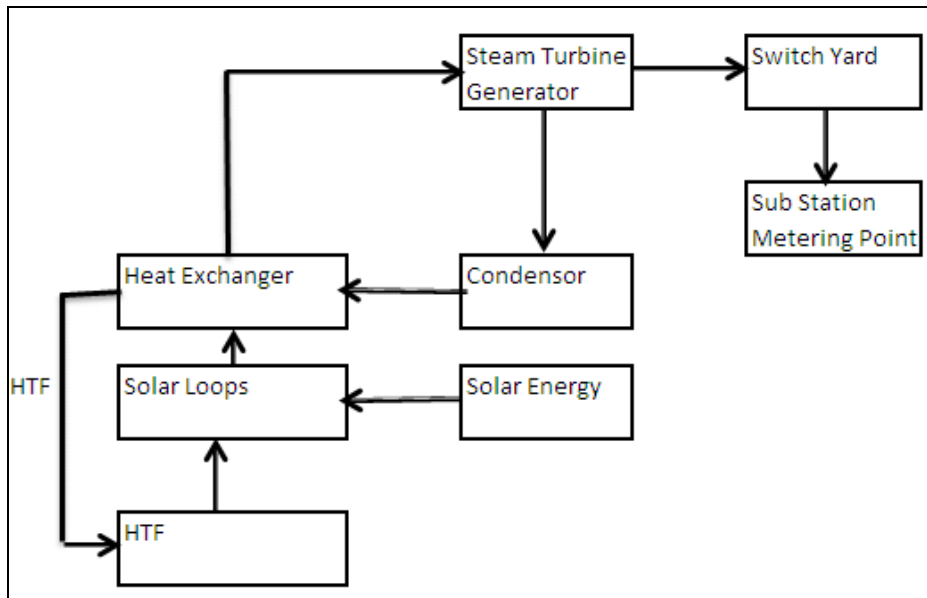 Steam Turbine
Generator
Switch Yard
Sub Station
Metering Point
Heat Exchanger
Condensor
HTF
Solar Loops
Solar Energy
HTF